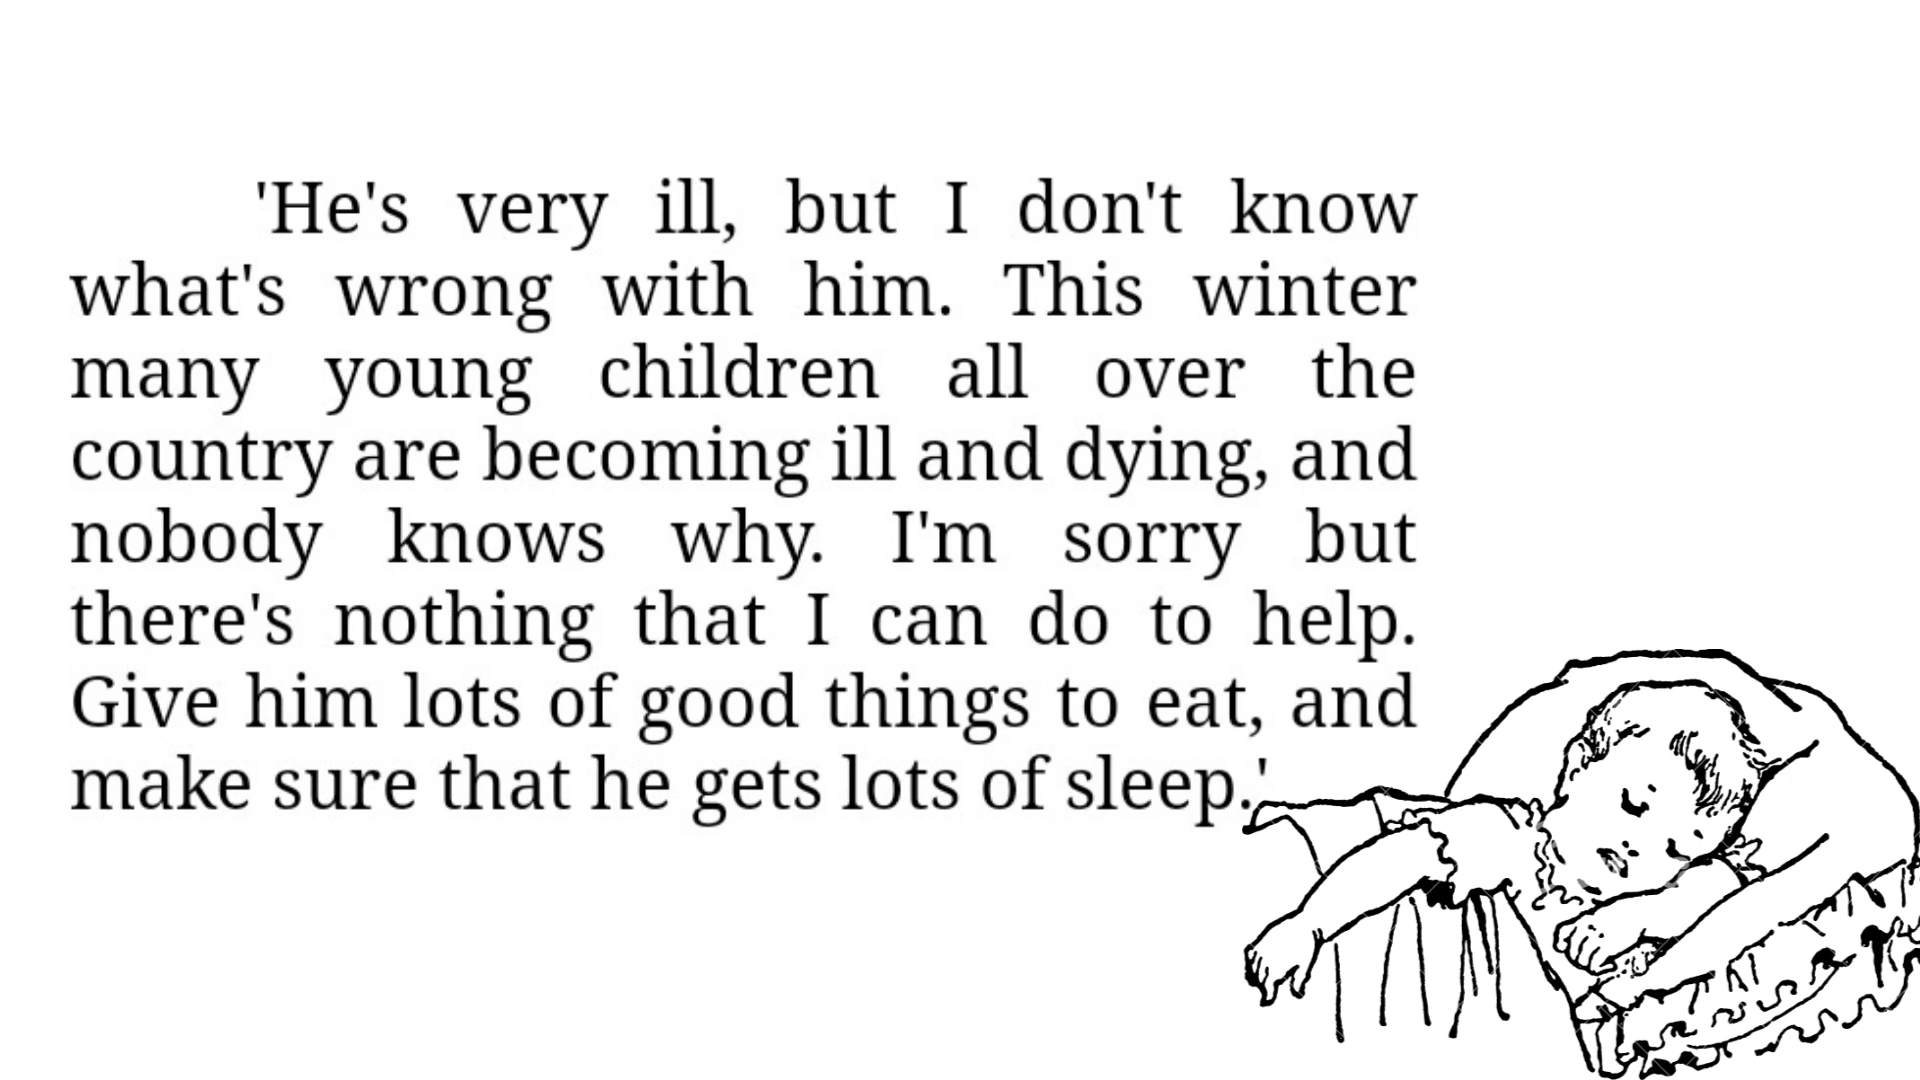 'He's very ill, but I don't know
what's wrong with him. This winter
many young children all over the
country are becoming ill and dying, and
nobody knows why. I'm sorry but
there's nothing that I can do to help.
Give him lots of good things to eat, and
make sure that he gets lots of sleep.'